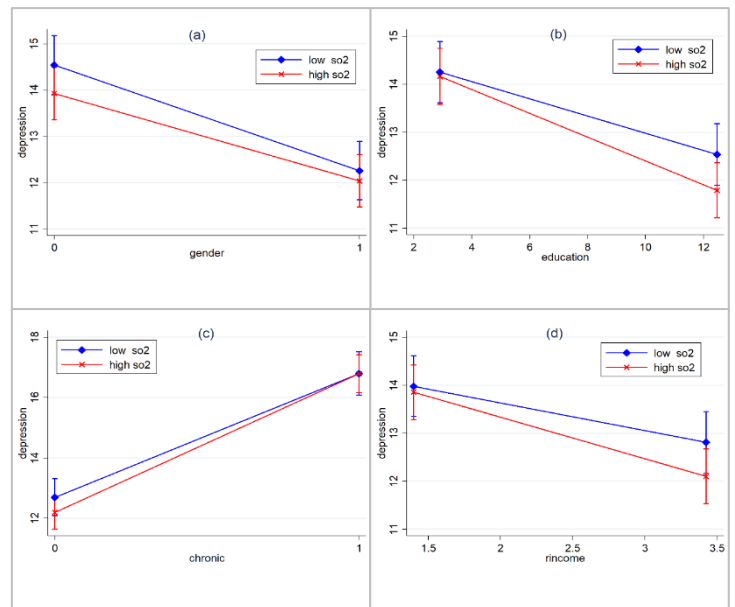 (a)
low so2
high so2
depression
15
14
13
12
11
0
1
gender
(b)
low so2
high so2
depression
15
14
13
12
11
2
4
6
8
10
12
education
(c)
low so2
high so2
depression
18
16
14
12
0
1
chronic
(d)
low so2
high so2
depression
15
14
13
12
11
1.5
2
2.5
3
3.5
rincome